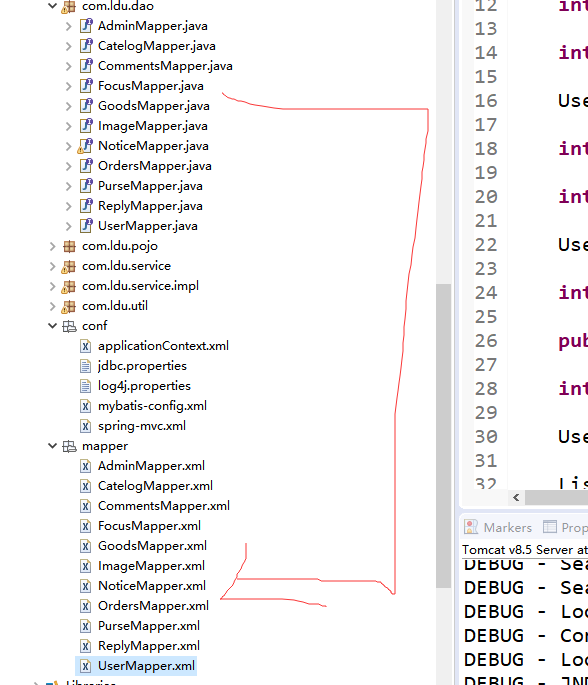 com.ldu.dao
AdminMapper.java
CatelogMapper.java
CommentsMapper.java
FocusMapper.java
GoodsMapper.java
ImageMapper.java
NoticeMapper.java
OrdersMapper.java
PurseMapper.java
ReplyMapper.java
UserMapper.java
com.ldu.pojo
com.ldu.service
com.ldu.service.impl
com.ldu.util
conf
applicationContext.xml
jdbc.properties
log4j.properties
mybatis-config.xml
spring-mvc.xml
mapper
AdminMapper.xml
CatelogMapper.xml
CommentsMapper.xml
FocusMapper.xml
GoodsMapper.xml
ImageMapper.xml
NoticeMapper.xml
OrdersMapper.xml
PurseMapper.xml
ReplyMapper.xml
UserMapper.xml
Libraries
12 int
13
14 int
15
16 Use
17
18 int
19
20 int
21
22 Use
23
24 int
25
26 pub
27
28 int
29
30 Use
31
32 Lis
Markers Prop
Tomcat v8.5 Server at
DEBUG - Sea
DEBUG - Sea
DEBUG - Loo
DEBUG - Con
DEBUG - Loo
DEBUG - JND